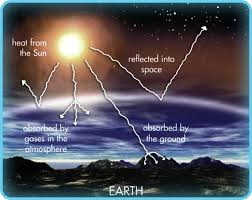 heat from
the Sun
reflected into
space
absorbed by
gases in the
atmosphere
absorbed by
the ground
EARTH